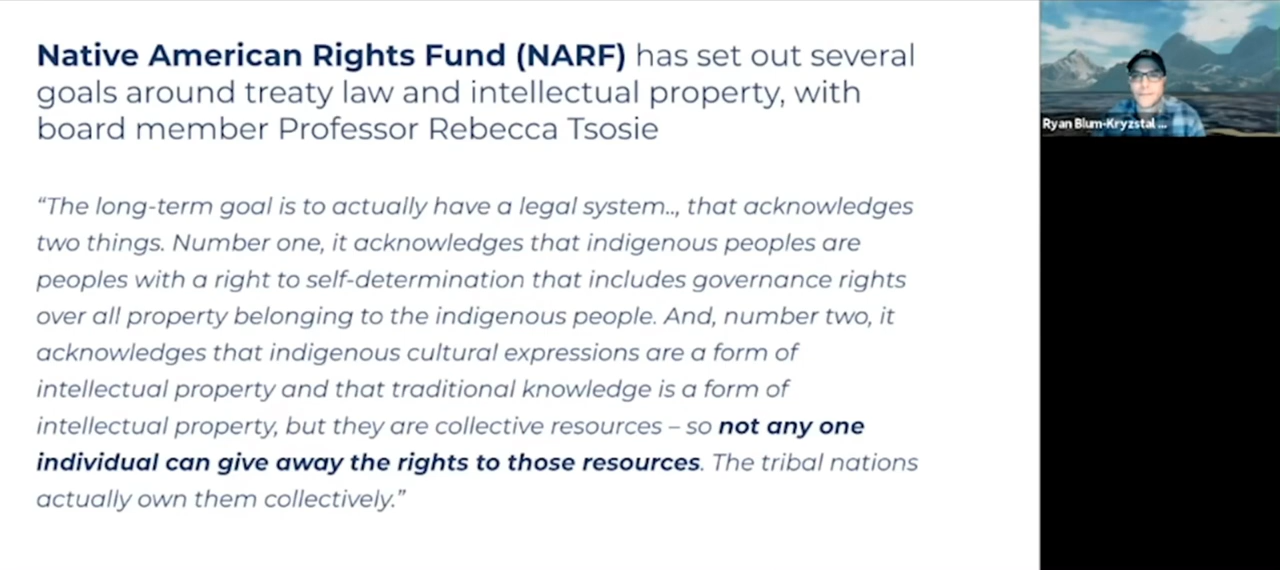 Native American Rights Fund (NARF) has set out several
goals around treaty law and intellectual property, with
board member Professor Rebecca Tsosie
“The long-term goal is to actually have a legal system.., that acknowledges
two things. Number one, it acknowledges that indigenous peoples are
peoples with a right to self-determination that includes governance rights
over all property belonging to the indigenous people. And, number two, it
acknowledges that indigenous cultural expressions are a form of
intellectual property and that traditional knowledge is a form of
intellectual property, but they are collective resources – so not any one
individual can give away the rights to those resources. The tribal nations
actually own them collectively.”
Ryan Blum-Kryzstal ...